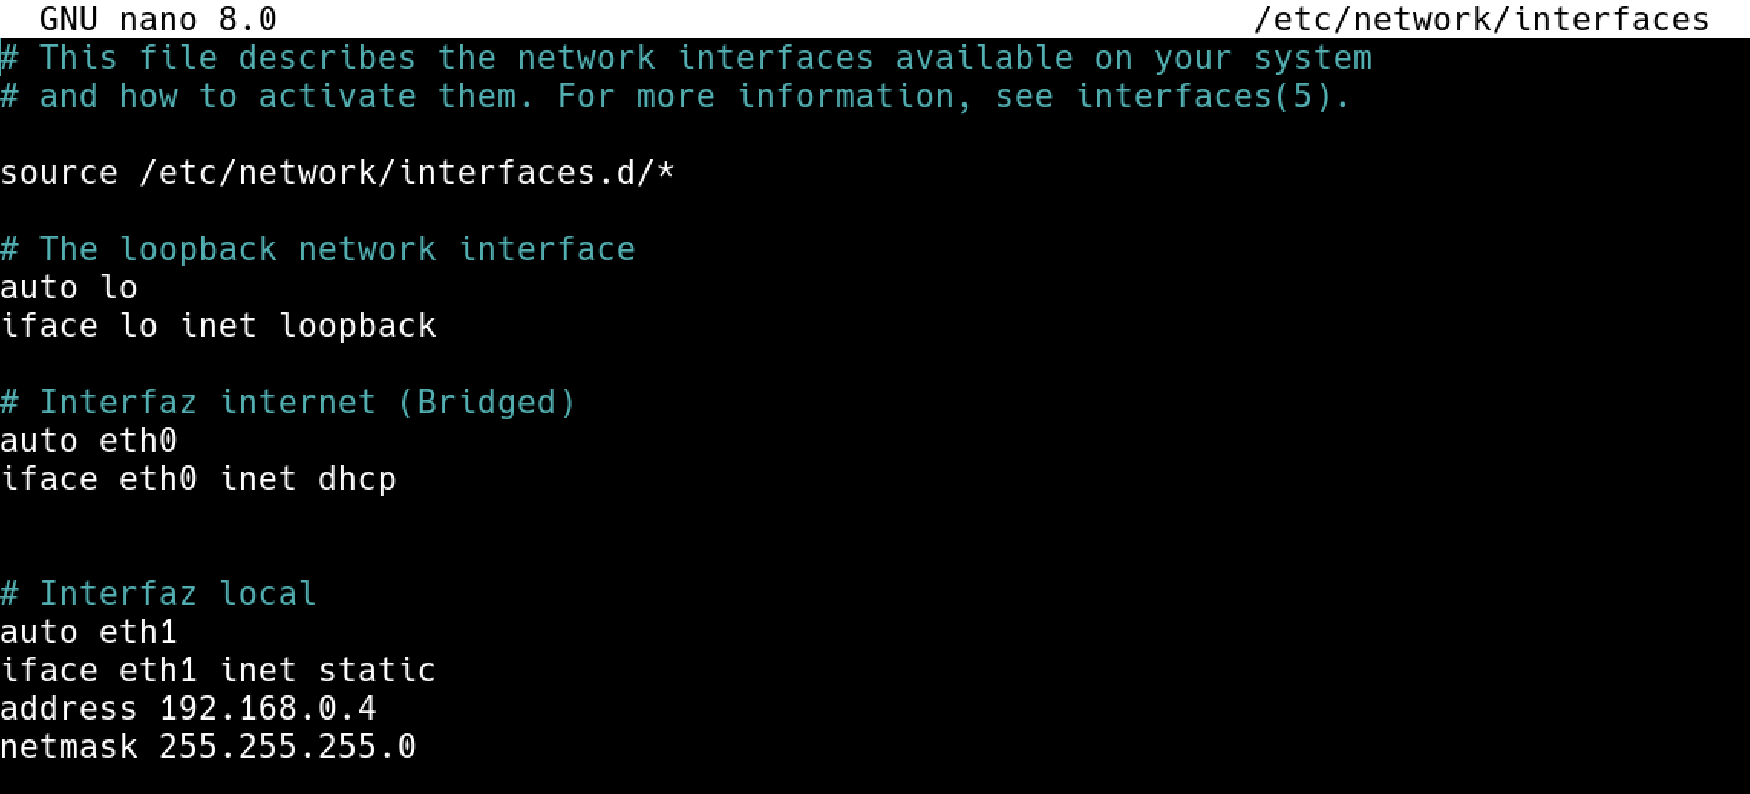 GNU nano 8.0 /etc/network/interfaces
# This file describes the network interfaces available on your system
# and how to activate them. For more information, see interfaces(5).
source /etc/network/interfaces.d/*
# The loopback network interface
auto lo
iface lo inet loopback
# Interfaz internet (Bridged)
auto eth0
iface eth0 inet dhcp
# Interfaz local
auto eth1
iface eth1 inet static
address 192.168.0.4
netmask 255.255.255.0